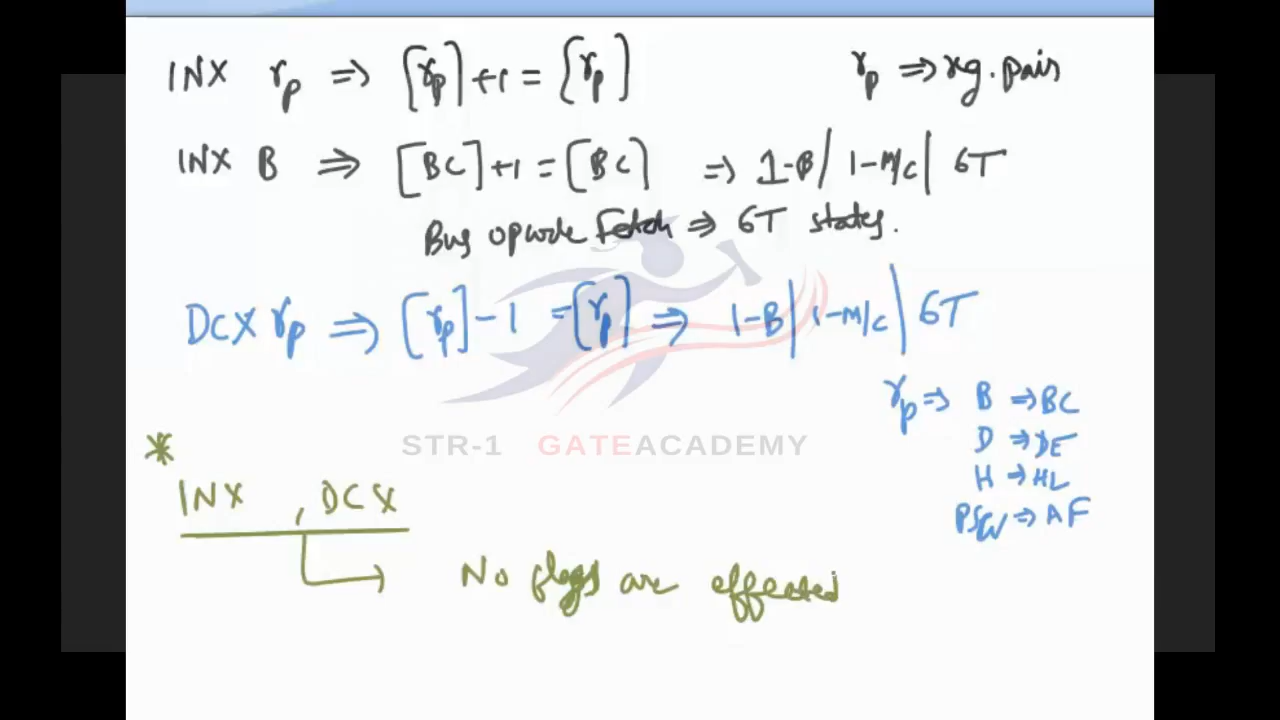 INX rp ⇒ [rp] +1 = [rp]
rp ⇒ rg. pair
INX B ⇒ [BC] +1 = [BC] ⇒ 1-B | 1-M/C | 6T
Bus opcode Fetch ⇒ 6T states.
DCX rp ⇒ [rp] - 1 = [rp] ⇒ 1-B | 1-M/C | 6T
rp ⇒ B ⇒ BC
D ⇒ DE
H → HL
PSW ⇒ AF
STR-1 GATEACADEMY
*
INX , DCX
No flags are effected